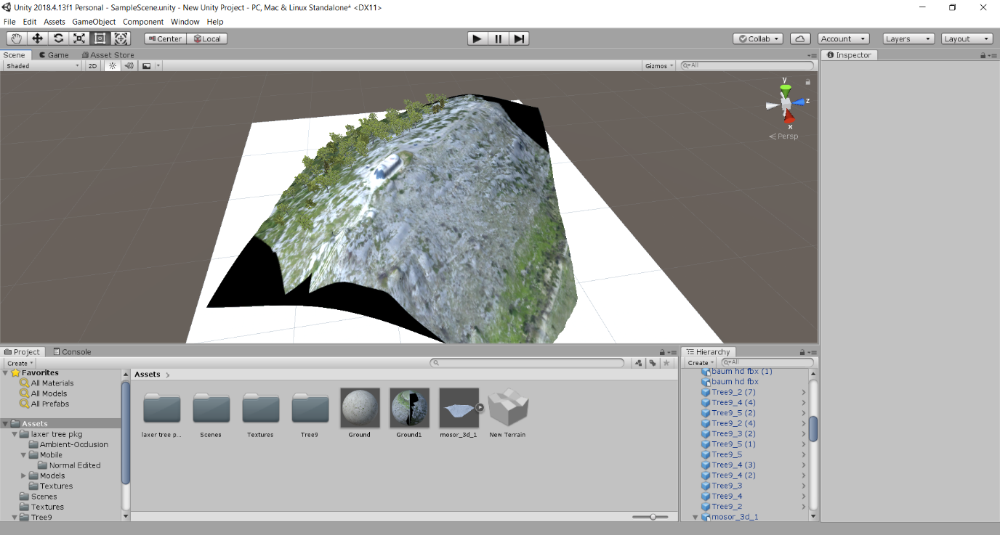 Unity 2018.4.13f1 Personal - SampleScene.unity - New Unity Project - PC, Mac & Linux Standalone* <DX11>
File Edit Assets GameObject Component Window Help
Center Local Collab Account Layers Layout
Scene Game Asset Store
Shaded 2D Gizmos All
Inspector
y
z
x
Persp
Project Console
Create
Favorites
All Materials
All Models
All Prefabs
Assets
laxer tree pkg
Ambient-Occlusion
Mobile
Normal Edited
Models
Textures
Scenes
Textures
Tree9
Assets
laxer tree p... Scenes Textures Tree9 Ground Ground1 mosor_3d_1 New Terrain
Hierarchy
Create All
baum hd fbx (1)
baum hd fbx
Tree9_2 (7)
Tree9_4 (4)
Tree9_5 (2)
Tree9_2 (4)
Tree9_3 (2)
Tree9_5 (1)
Tree9_5
Tree9_4 (3)
Tree9_4 (2)
Tree9_3
Tree9_4
Tree9_2
mosor_3d_1